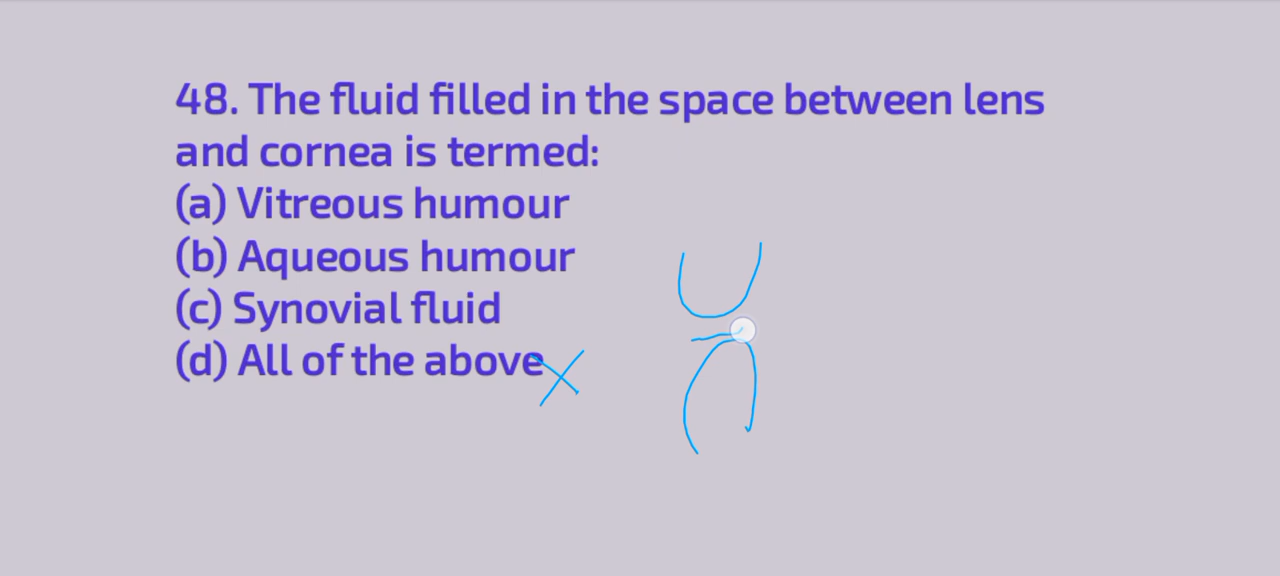 48. The fluid filled in the space between lens
and cornea is termed:
(a) Vitreous humour
(b) Aqueous humour
(c) Synovial fluid
(d) All of the above